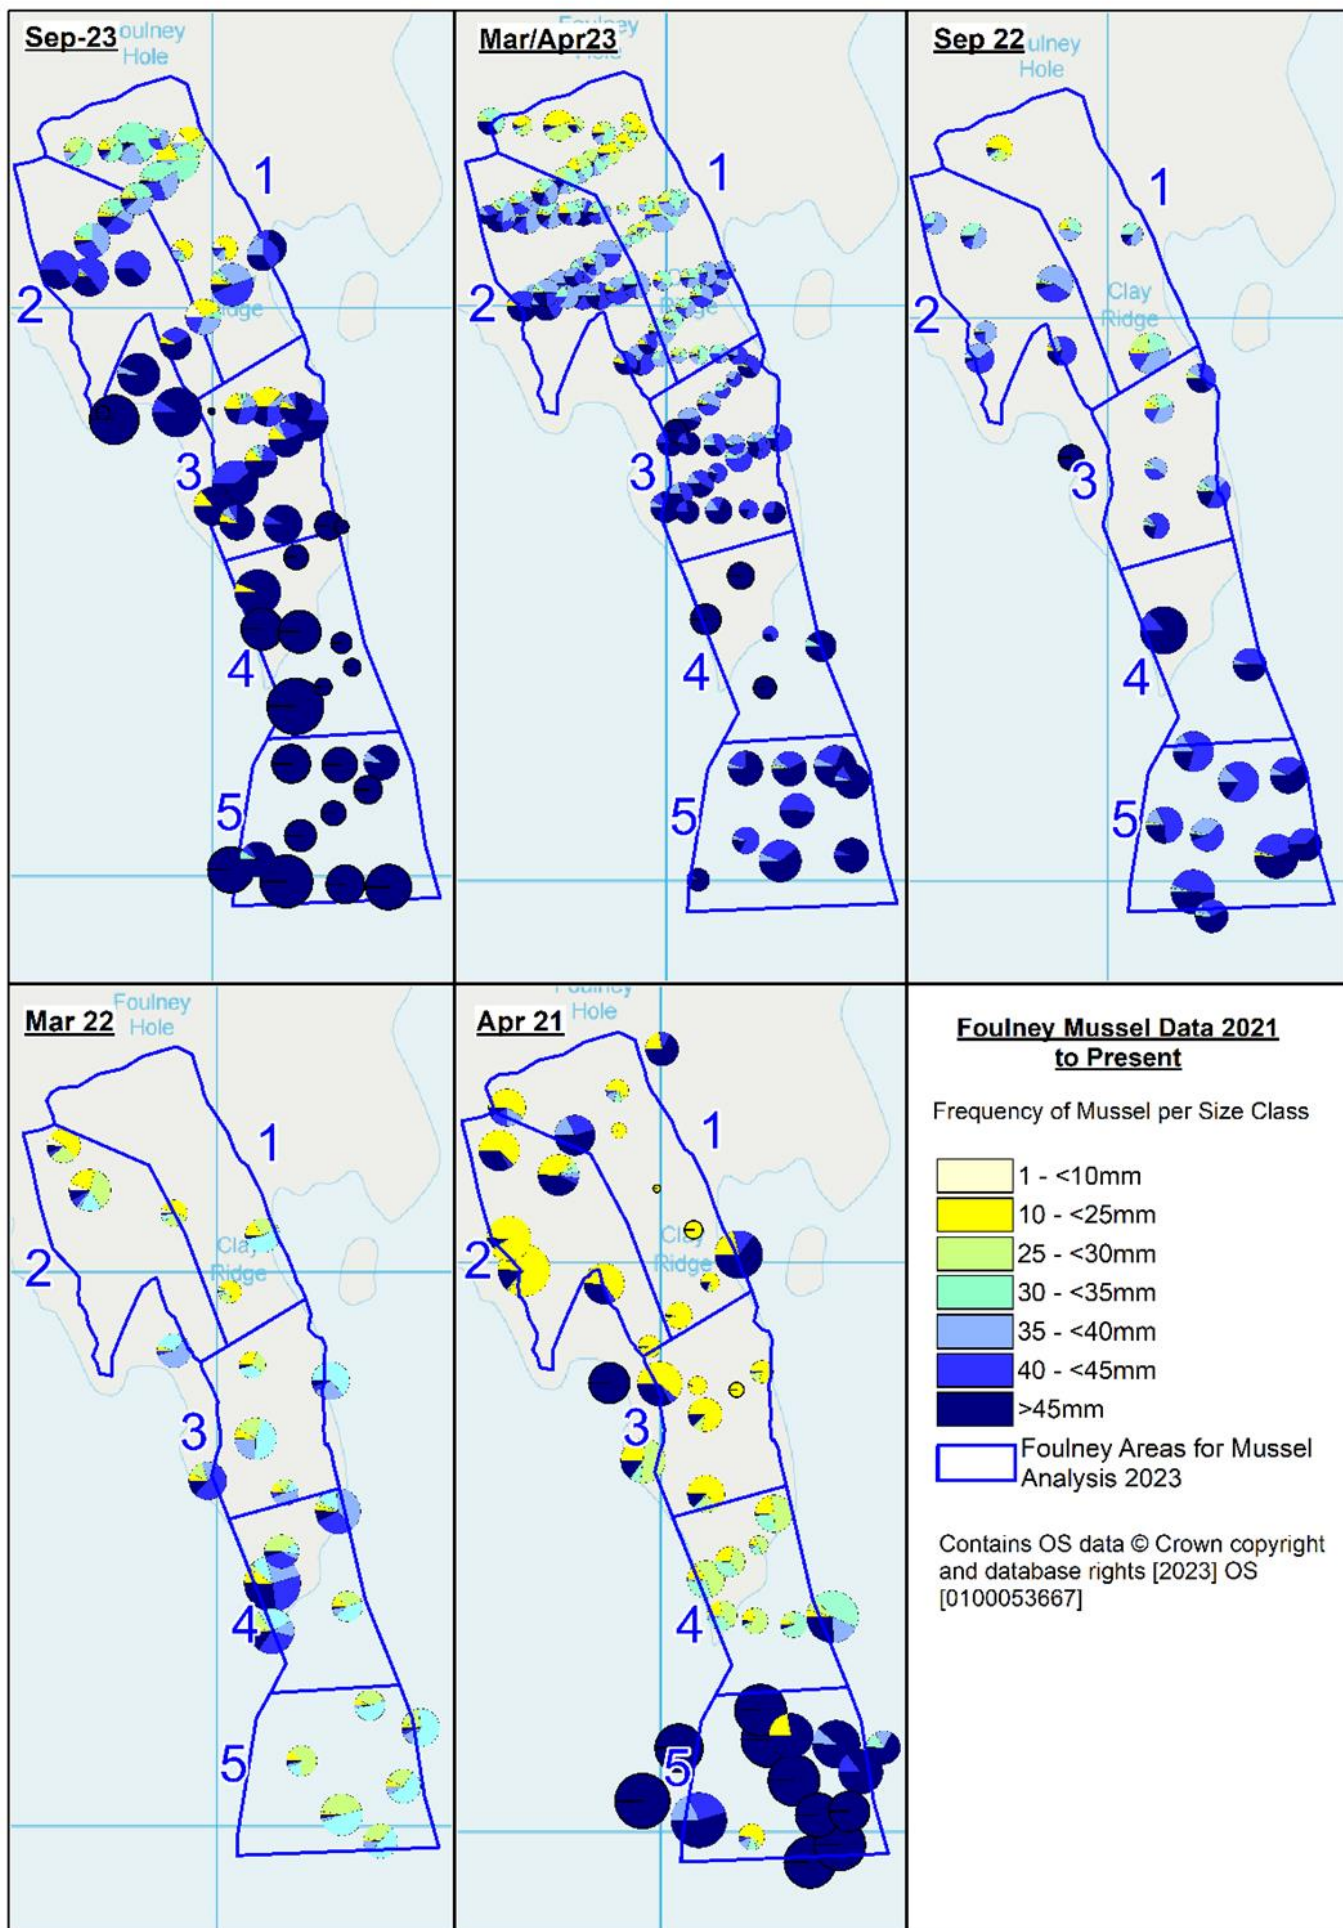 Sep-23
Foulney
Hole
1
2
Ridge
3
4
5
Mar/Apr23
Foulney
Hole
1
2
Ridge
3
4
5
Sep 22
ulney
Hole
1
Clay
Ridge
2
3
4
5
Mar 22
Foulney
Hole
1
Clay
Ridge
2
3
4
5
Apr 21
Foulney
Hole
1
Clay
Ridge
2
3
4
5
Foulney Mussel Data 2021
to Present
Frequency of Mussel per Size Class
1 - <10mm
10 - <25mm
25 - <30mm
30 - <35mm
35 - <40mm
40 - <45mm
>45mm
Foulney Areas for Mussel
Analysis 2023
Contains OS data © Crown copyright
and database rights [2023] OS
[0100053667]